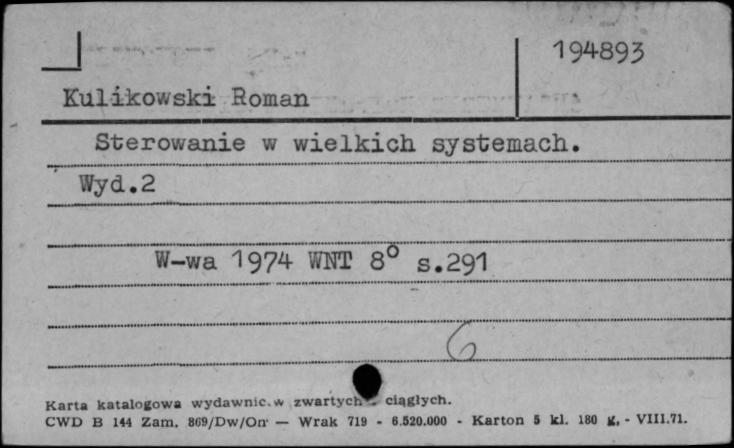 194893
Kulikowski Roman
Sterowanie w wielkich systemach.
Wyd.2
W-wa 1974 WNT 8° s.291
6
Karta katalogowa wydawnic.w zwartych ciągłych.
CWD B 144 Zam. 869/Dw/On — Wrak 719 - 6.520.000 - Karton 5 kl. 180 g. - VIII.71.